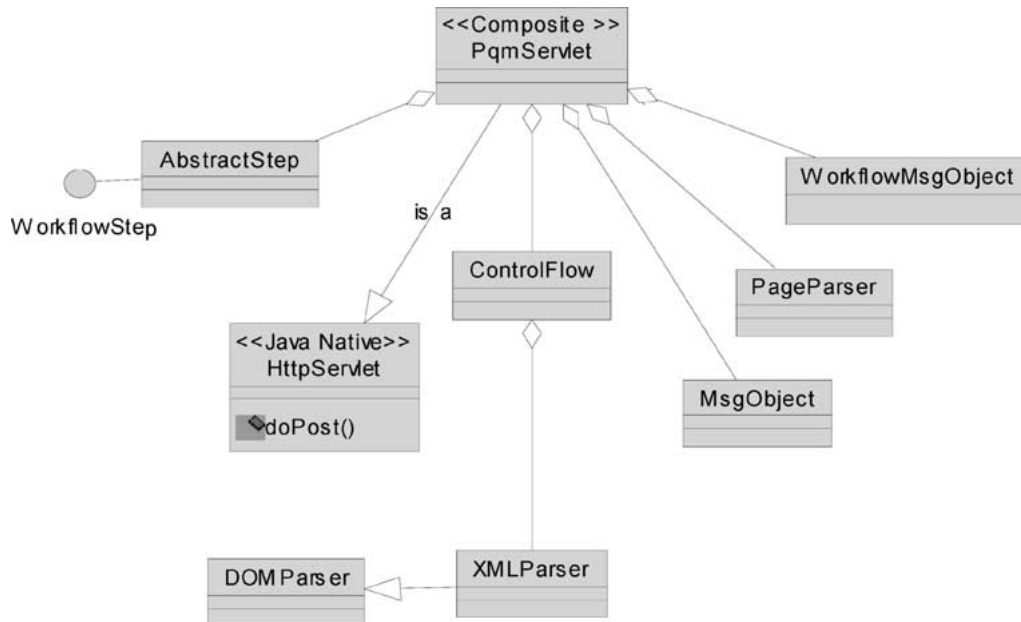 <<Composite >>
PqmServlet
AbstractStep
WorkflowStep
WorkflowMsgObject
is a
ControlFlow
PageParser
<<Java Native>>
HttpServlet
doPost()
MsgObject
DOMParser
XMLParser